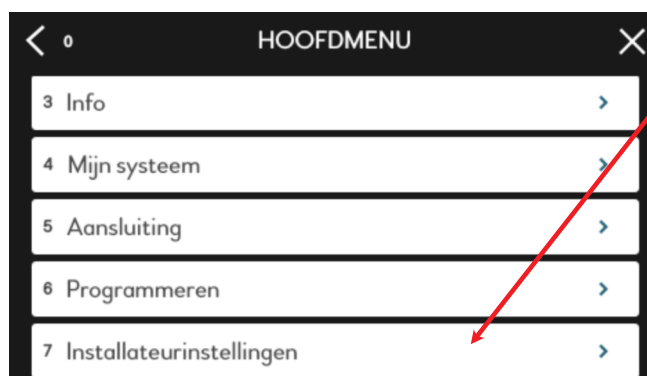 0 HOOFDMENU
3 Info
4 Mijn systeem
5 Aansluiting
6 Programmeren
7 Installateurinstellingen